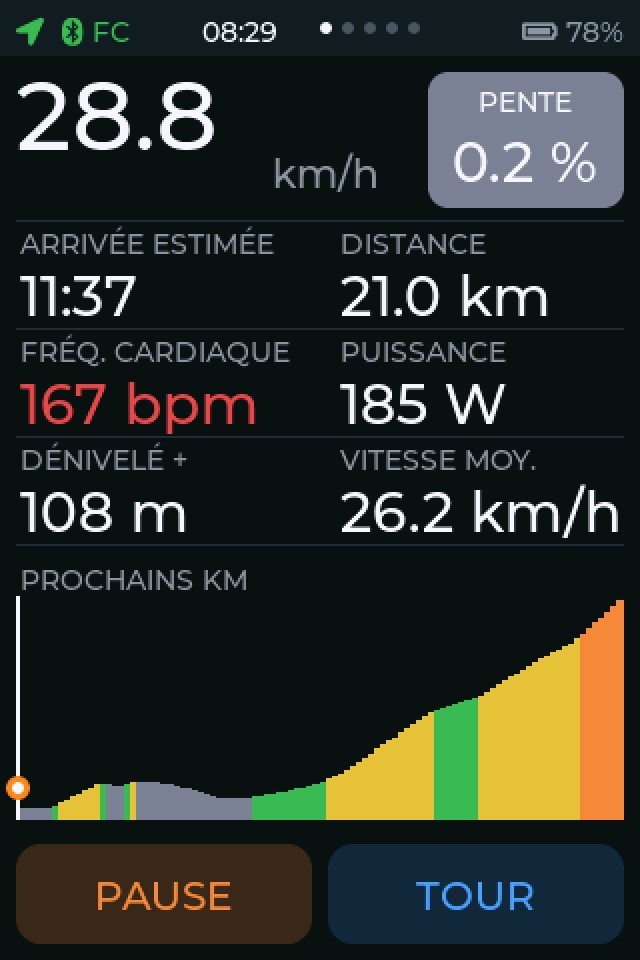 FC 08:29 78%
28.8 km/h
PENTE
0.2 %
ARRIVÉE ESTIMÉE DISTANCE
11:37 21.0 km
FRÉQ. CARDIAQUE PUISSANCE
167 bpm 185 W
DÉNIVELÉ + VITESSE MOY.
108 m 26.2 km/h
PROCHAINS KM
PAUSE TOUR